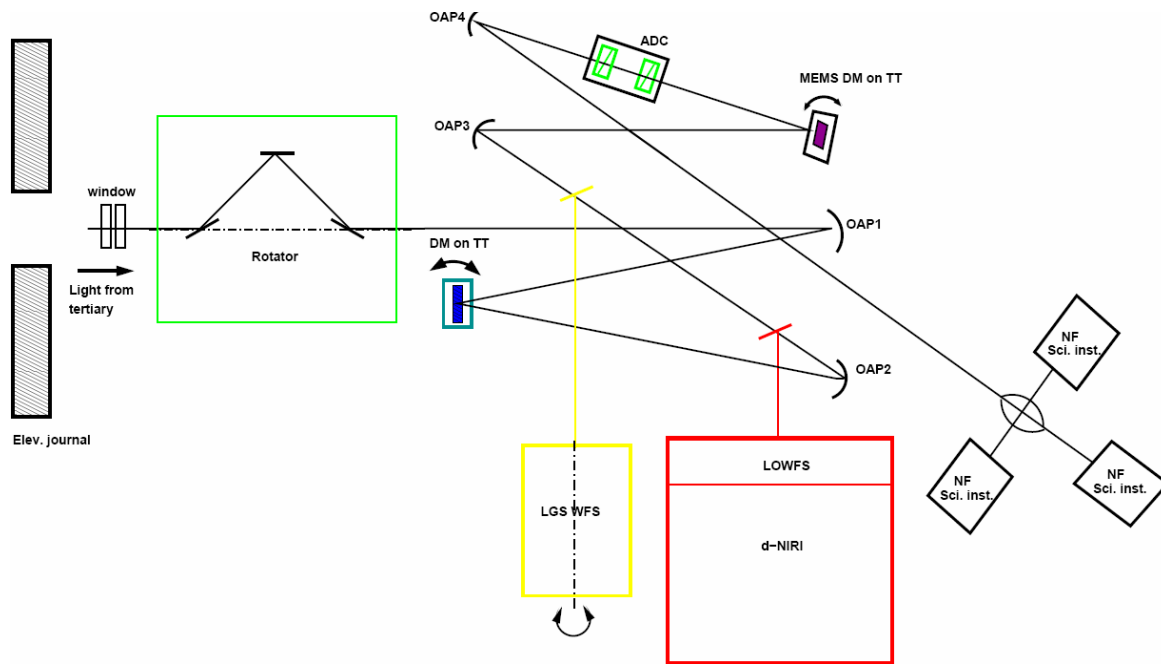 OAP4
ADC
MEMS DM on TT
OAP3
window
OAP1
DM on TT
Rotator
Light from
tertiary
NF
Sci. inst.
OAP2
Elev. journal
LOWFS
NF
Sci. inst.
NF
Sci. inst.
LGS WFS
d−NIRI